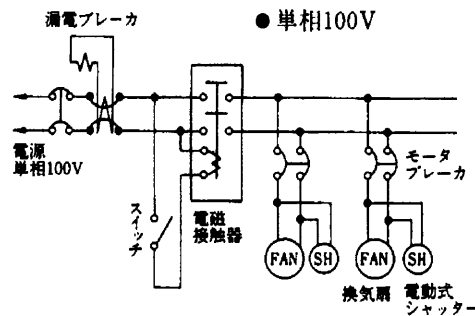 漏電ブレーカ
●単相100V
電源
単相100V
スイッチ
電磁
接触器
モータ
ブレーカ
FAN
SH
FAN
SH
換気扇
電動式
シャッター